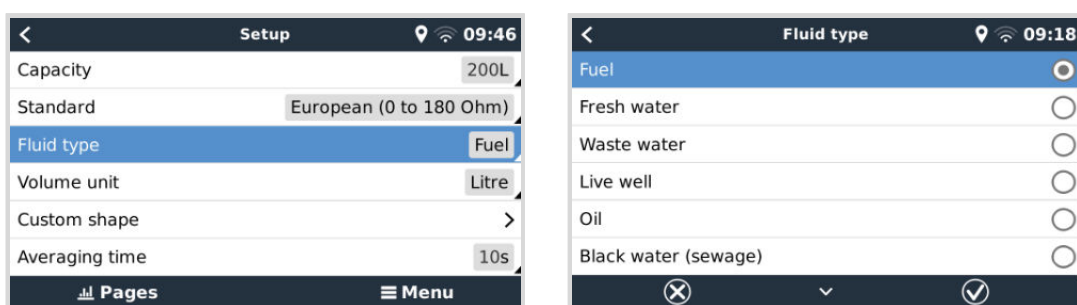 Setup 09:46
Capacity 200L
Standard European (0 to 180 Ohm)
Fluid type Fuel
Volume unit Litre
Custom shape
Averaging time 10s
Pages Menu
Fluid type 09:18
Fuel
Fresh water
Waste water
Live well
Oil
Black water (sewage)